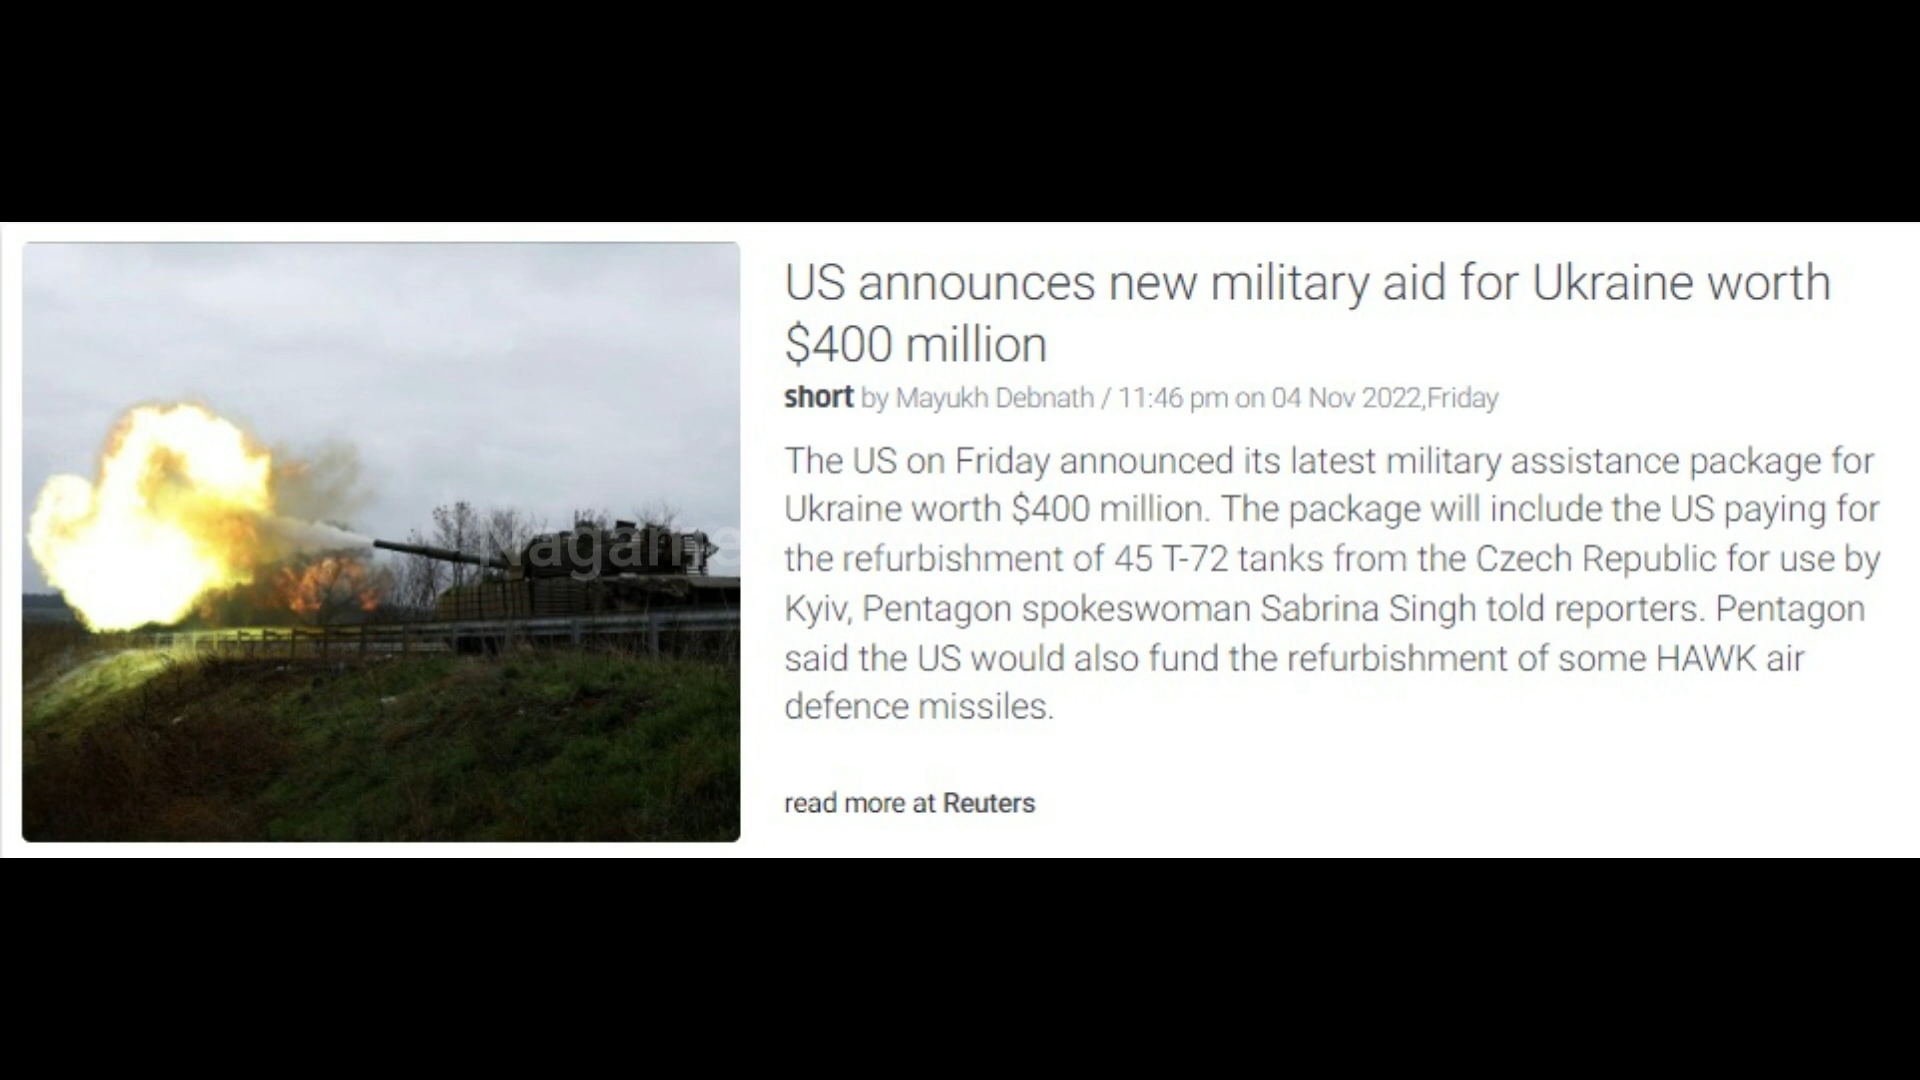 US announces new military aid for Ukraine worth
$400 million
short by Mayukh Debnath / 11:46 pm on 04 Nov 2022,Friday
The US on Friday announced its latest military assistance package for
Ukraine worth $400 million. The package will include the US paying for
the refurbishment of 45 T-72 tanks from the Czech Republic for use by
Kyiv, Pentagon spokeswoman Sabrina Singh told reporters. Pentagon
said the US would also fund the refurbishment of some HAWK air
defence missiles.
read more at Reuters